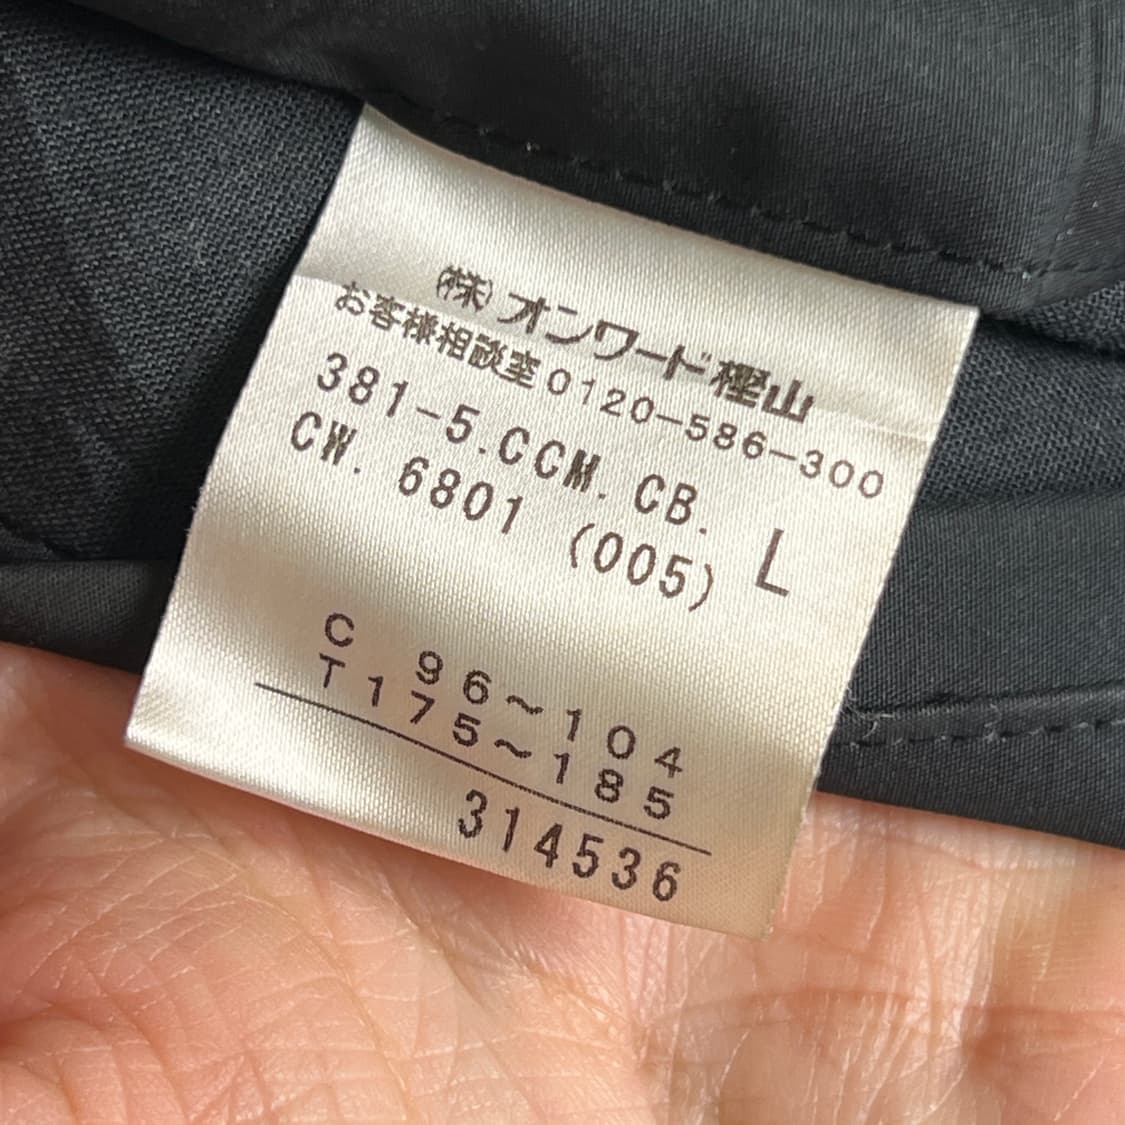 (株)オンワード樫山
お客様相談室 0120-586-300
381-5.CCM.CB.
CW. 6801 (005) L
C 96~104
T175~185
314536